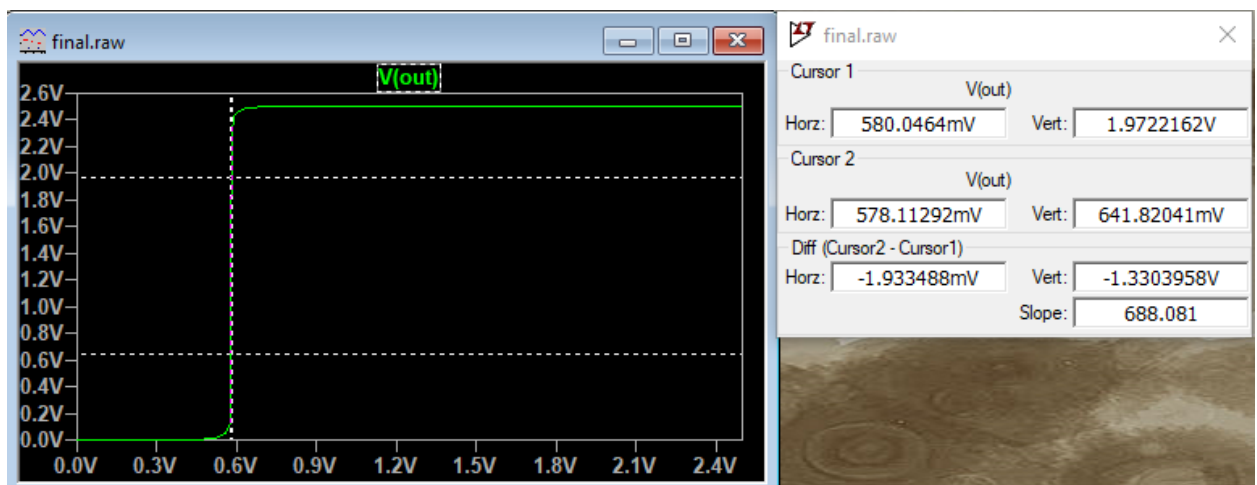 final.raw
V(out)
2.6V
2.4V
2.2V
2.0V
1.8V
1.6V
1.4V
1.2V
1.0V
0.8V
0.6V
0.4V
0.2V
0.0V
0.0V 0.3V 0.6V 0.9V 1.2V 1.5V 1.8V 2.1V 2.4V
final.raw
Cursor 1
V(out)
Horz: 580.0464mV Vert: 1.9722162V
Cursor 2
V(out)
Horz: 578.11292mV Vert: 641.82041mV
Diff (Cursor2 - Cursor1)
Horz: -1.933488mV Vert: -1.3303958V
Slope: 688.081